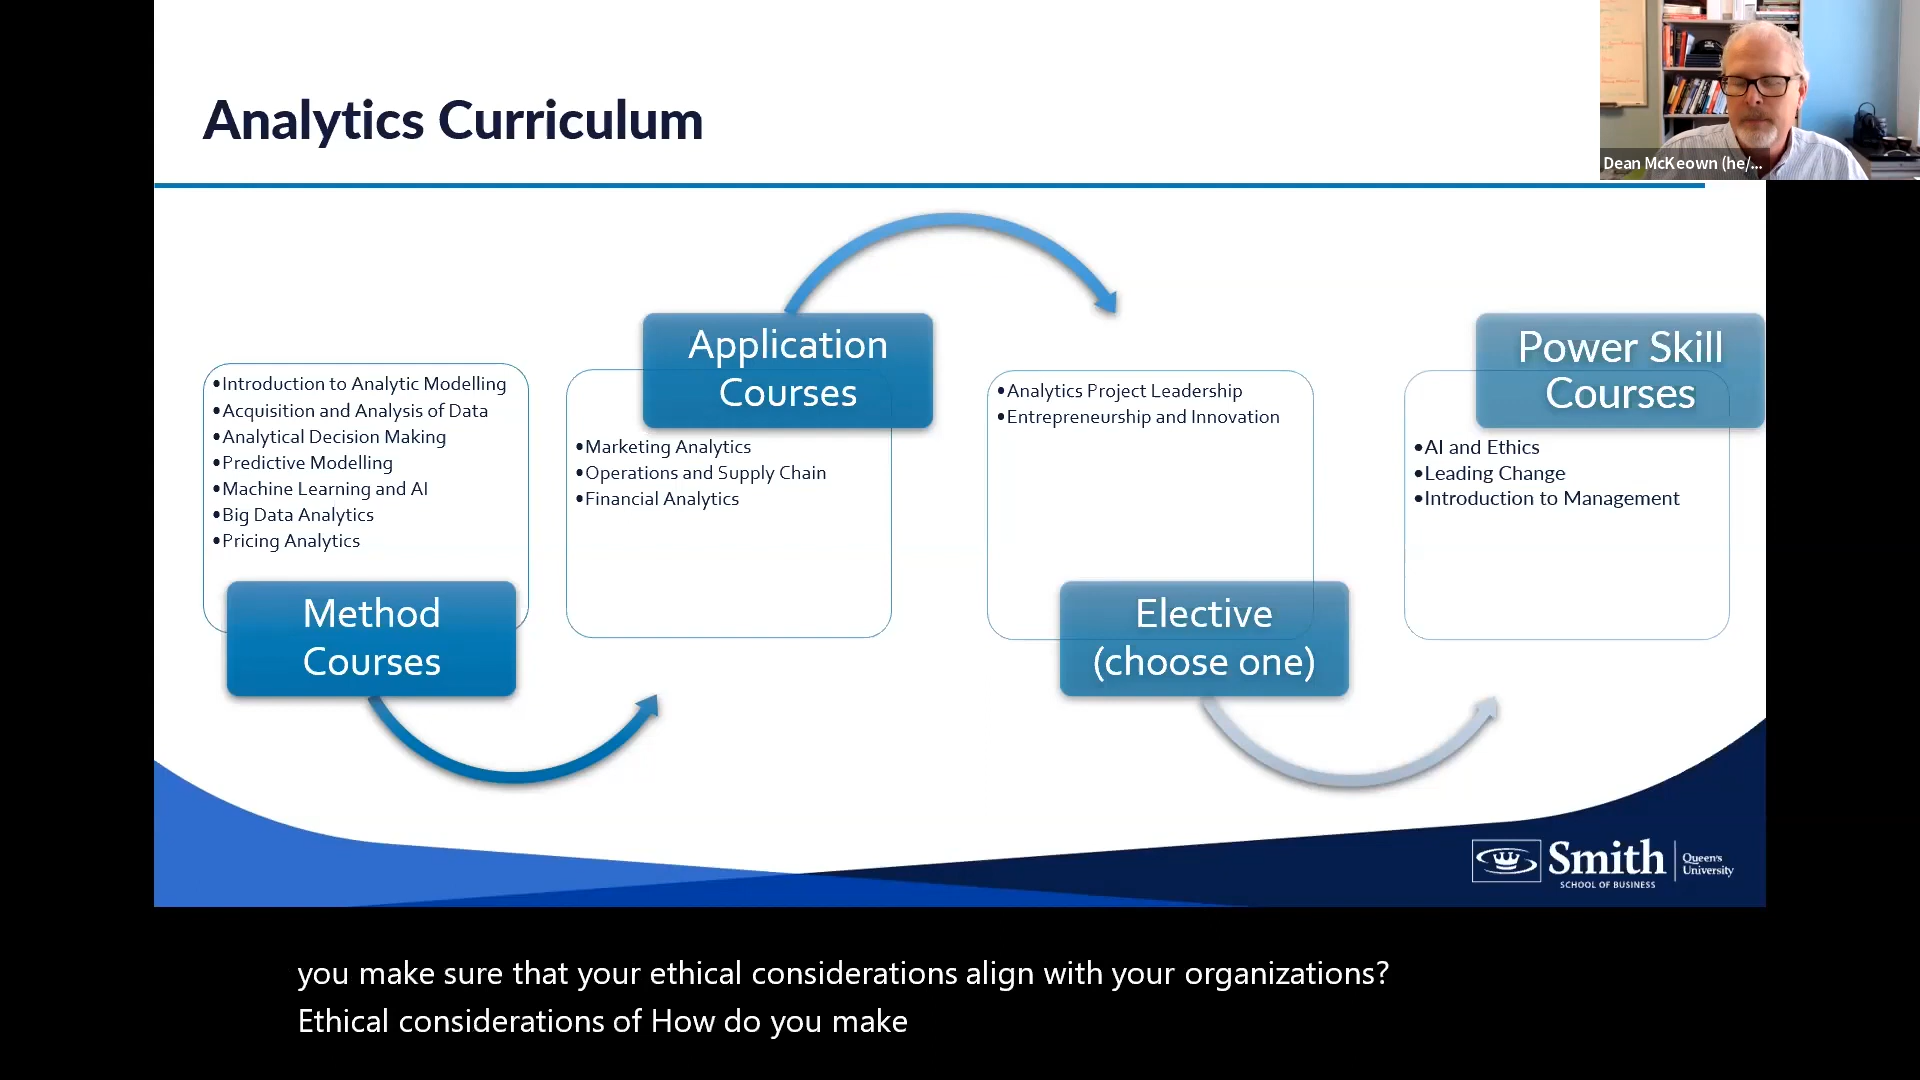 Analytics Curriculum
Dean McKeown (he/...
•Introduction to Analytic Modelling
•Acquisition and Analysis of Data
•Analytical Decision Making
•Predictive Modelling
•Machine Learning and AI
•Big Data Analytics
•Pricing Analytics
Method
Courses
Application
Courses
•Marketing Analytics
•Operations and Supply Chain
•Financial Analytics
•Analytics Project Leadership
•Entrepreneurship and Innovation
Elective
(choose one)
Power Skill
Courses
•AI and Ethics
•Leading Change
•Introduction to Management
Smith
SCHOOL OF BUSINESS
Queen's
University
you make sure that your ethical considerations align with your organizations?
Ethical considerations of How do you make